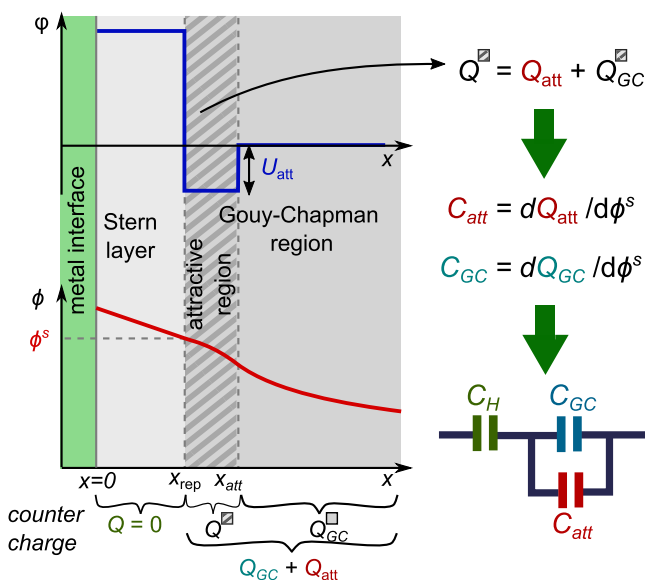 φ
x
U_att
Stern
layer
Gouy-Chapman
region
metal interface
attractive
region
ϕ
ϕ^s
x=0
x_rep
x_att
x
counter
charge
Q = 0
Q^▨
Q_GC^□
Q_GC + Q_att
Q^▨ = Q_att + Q_GC^▨
C_att = dQ_att /dϕ^s
C_GC = dQ_GC /dϕ^s
C_H
C_GC
C_att